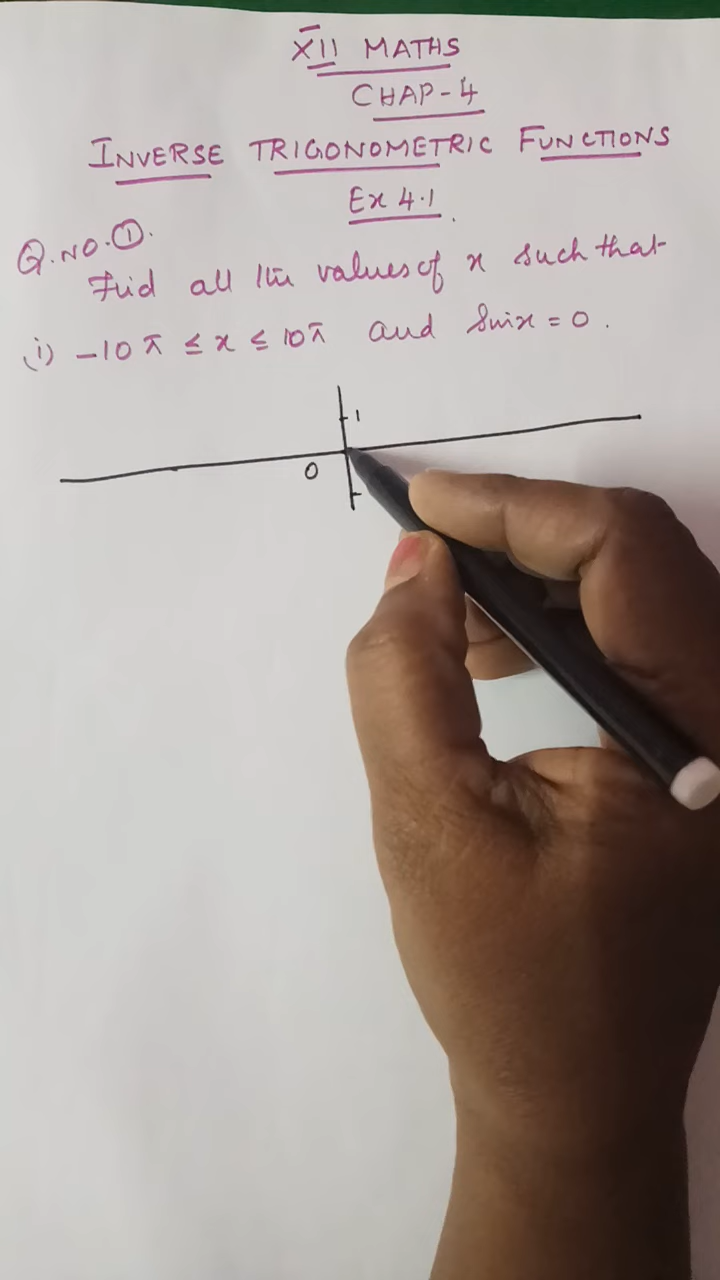 XII MATHS
CHAP-4
INVERSE TRIGONOMETRIC FUNCTIONS
Ex 4.1.
Q.NO.①.
Find all the values of x such that
(i) -10π ≤ x ≤ 10π and Sin x = 0.
1
0